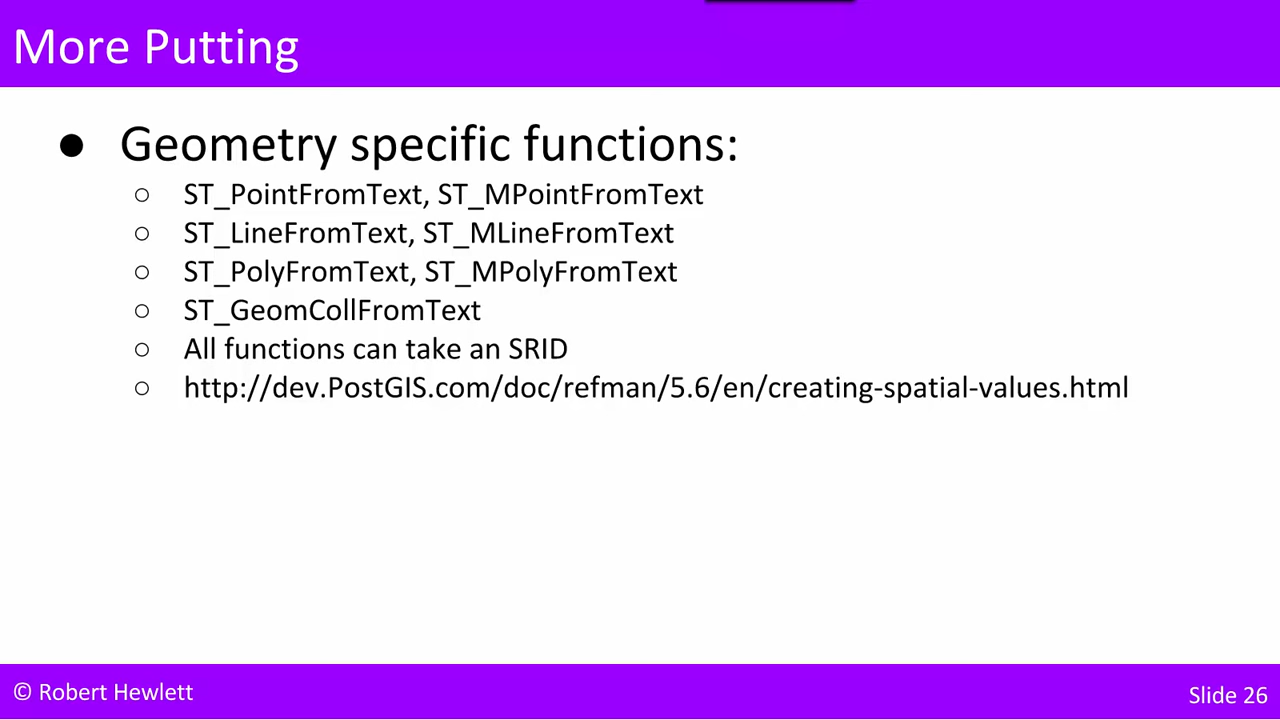 More Putting
● Geometry specific functions:
○ ST_PointFromText, ST_MPointFromText
○ ST_LineFromText, ST_MLineFromText
○ ST_PolyFromText, ST_MPolyFromText
○ ST_GeomCollFromText
○ All functions can take an SRID
○ http://dev.PostGIS.com/doc/refman/5.6/en/creating-spatial-values.html
© Robert Hewlett
Slide 26